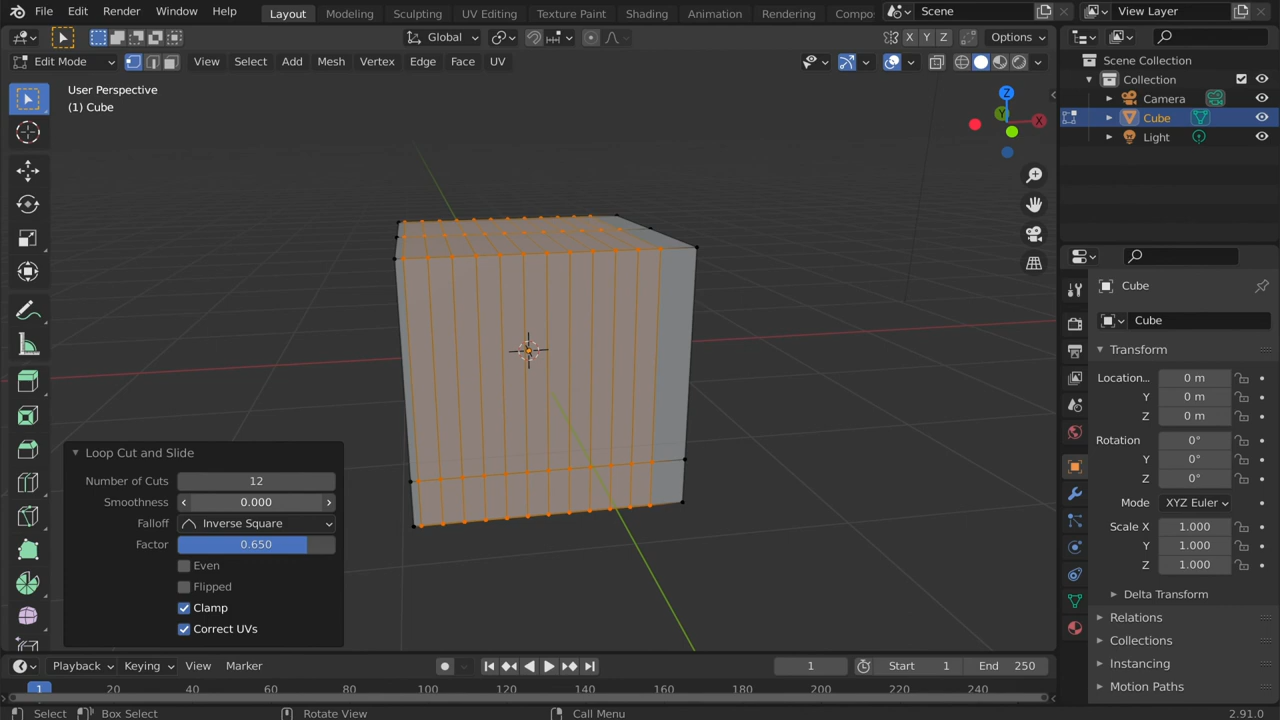 File Edit Render Window Help Layout Modeling Sculpting UV Editing Texture Paint Shading Animation Rendering Compo Scene View Layer
Global X Y Z Options
Edit Mode View Select Add Mesh Vertex Edge Face UV
Scene Collection
Collection
Camera
Cube
Light
User Perspective
(1) Cube
Z
Y
X
Loop Cut and Slide
Number of Cuts 12
Smoothness 0.000
Falloff Inverse Square
Factor 0.650
Even
Flipped
Clamp
Correct UVs
Cube
Cube
Transform
Location... 0 m
Y 0 m
Z 0 m
Rotation 0°
Y 0°
Z 0°
Mode XYZ Euler
Scale X 1.000
Y 1.000
Z 1.000
Delta Transform
Relations
Collections
Instancing
Motion Paths
Playback Keying View Marker 1 Start 1 End 250
1 20 40 60 80 100 120 140 160 180 200 220 240
Select Box Select Rotate View Call Menu 2.91.0